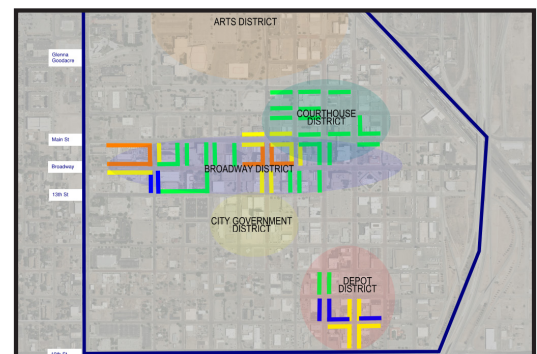 ARTS DISTRICT
Glenna
Goodacre
COURTHOUSE
DISTRICT
Main St
Broadway
BROADWAY DISTRICT
13th St
CITY GOVERNMENT
DISTRICT
DEPOT
DISTRICT